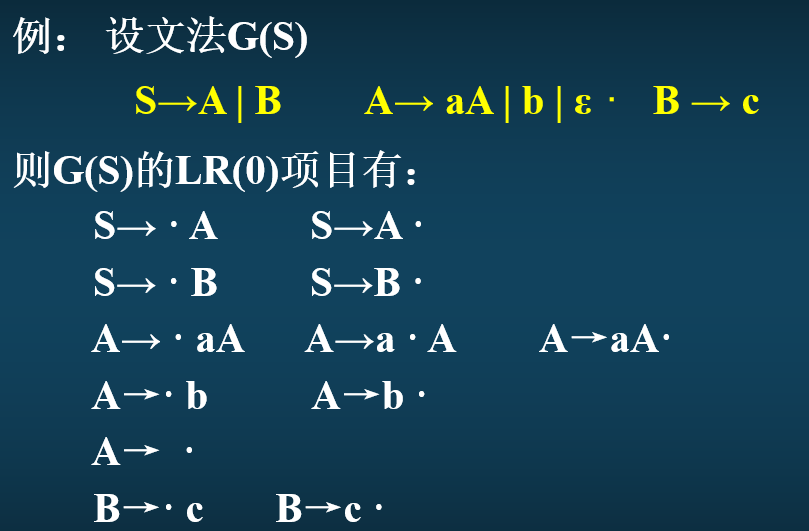 例： 设文法G(S)
S→A | B A→ aA | b | ε · B → c
则G(S)的LR(0)项目有：
S→ · A S→A ·
S→ · B S→B ·
A→ · aA A→a · A A→aA·
A→· b A→b ·
A→ ·
B→· c B→c ·